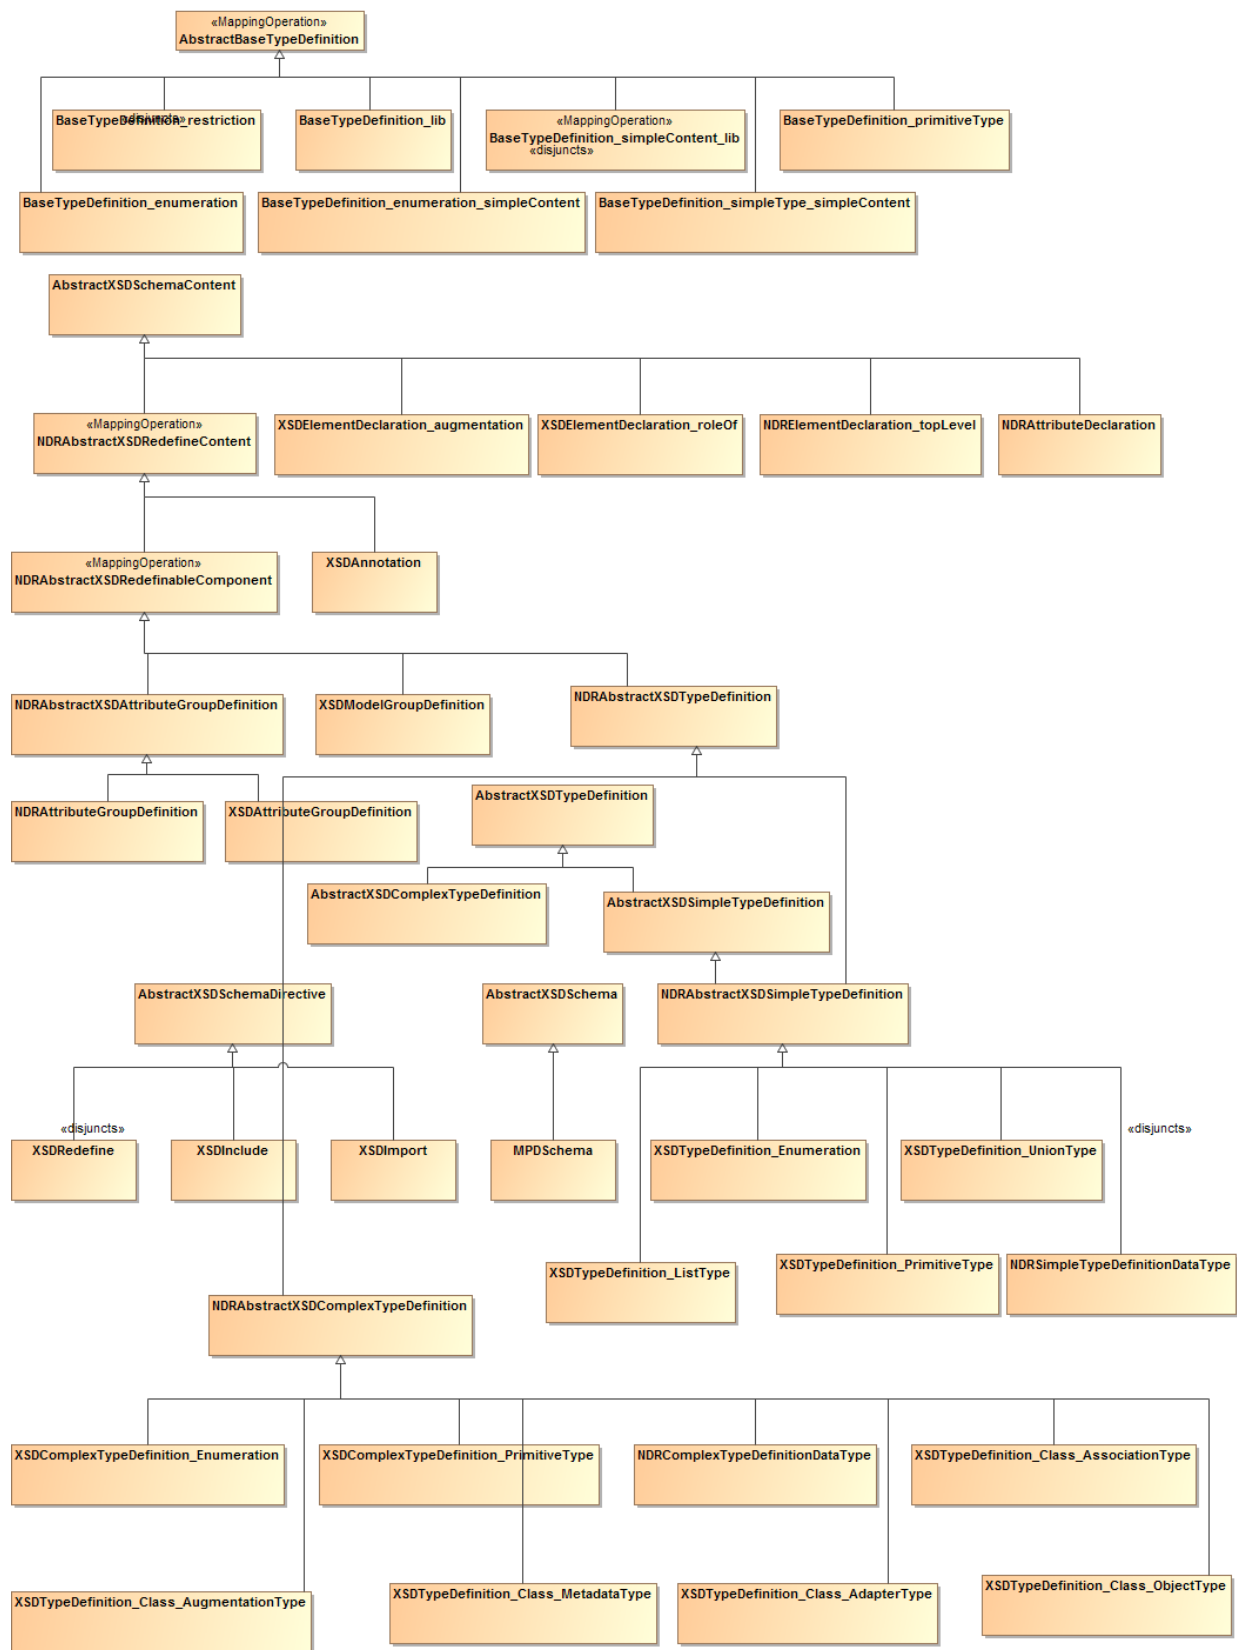 «MappingOperation»
AbstractBaseTypeDefinition
BaseTypeDefinition_restriction
«disjuncts»
BaseTypeDefinition_lib
«MappingOperation»
BaseTypeDefinition_simpleContent_lib
«disjuncts»
BaseTypeDefinition_primitiveType
BaseTypeDefinition_enumeration
BaseTypeDefinition_enumeration_simpleContent
BaseTypeDefinition_simpleType_simpleContent
AbstractXSDSchemaContent
«MappingOperation»
NDRAbstractXSDRedefineContent
XSDElementDeclaration_augmentation
XSDElementDeclaration_roleOf
NDRElementDeclaration_topLevel
NDRAttributeDeclaration
«MappingOperation»
NDRAbstractXSDRedefinableComponent
XSDAnnotation
NDRAbstractXSDAttributeGroupDefinition
XSDModelGroupDefinition
NDRAbstractXSDTypeDefinition
NDRAttributeGroupDefinition
XSDAttributeGroupDefinition
AbstractXSDTypeDefinition
AbstractXSDComplexTypeDefinition
AbstractXSDSimpleTypeDefinition
AbstractXSDSchemaDirective
AbstractXSDSchema
NDRAbstractXSDSimpleTypeDefinition
«disjuncts»
XSDRedefine
XSDInclude
XSDImport
MPDSchema
XSDTypeDefinition_Enumeration
XSDTypeDefinition_UnionType
«disjuncts»
XSDTypeDefinition_ListType
XSDTypeDefinition_PrimitiveType
NDRSimpleTypeDefinitionDataType
NDRAbstractXSDComplexTypeDefinition
XSDComplexTypeDefinition_Enumeration
XSDComplexTypeDefinition_PrimitiveType
NDRComplexTypeDefinitionDataType
XSDTypeDefinition_Class_AssociationType
XSDTypeDefinition_Class_AugmentationType
XSDTypeDefinition_Class_MetadataType
XSDTypeDefinition_Class_AdapterType
XSDTypeDefinition_Class_ObjectType